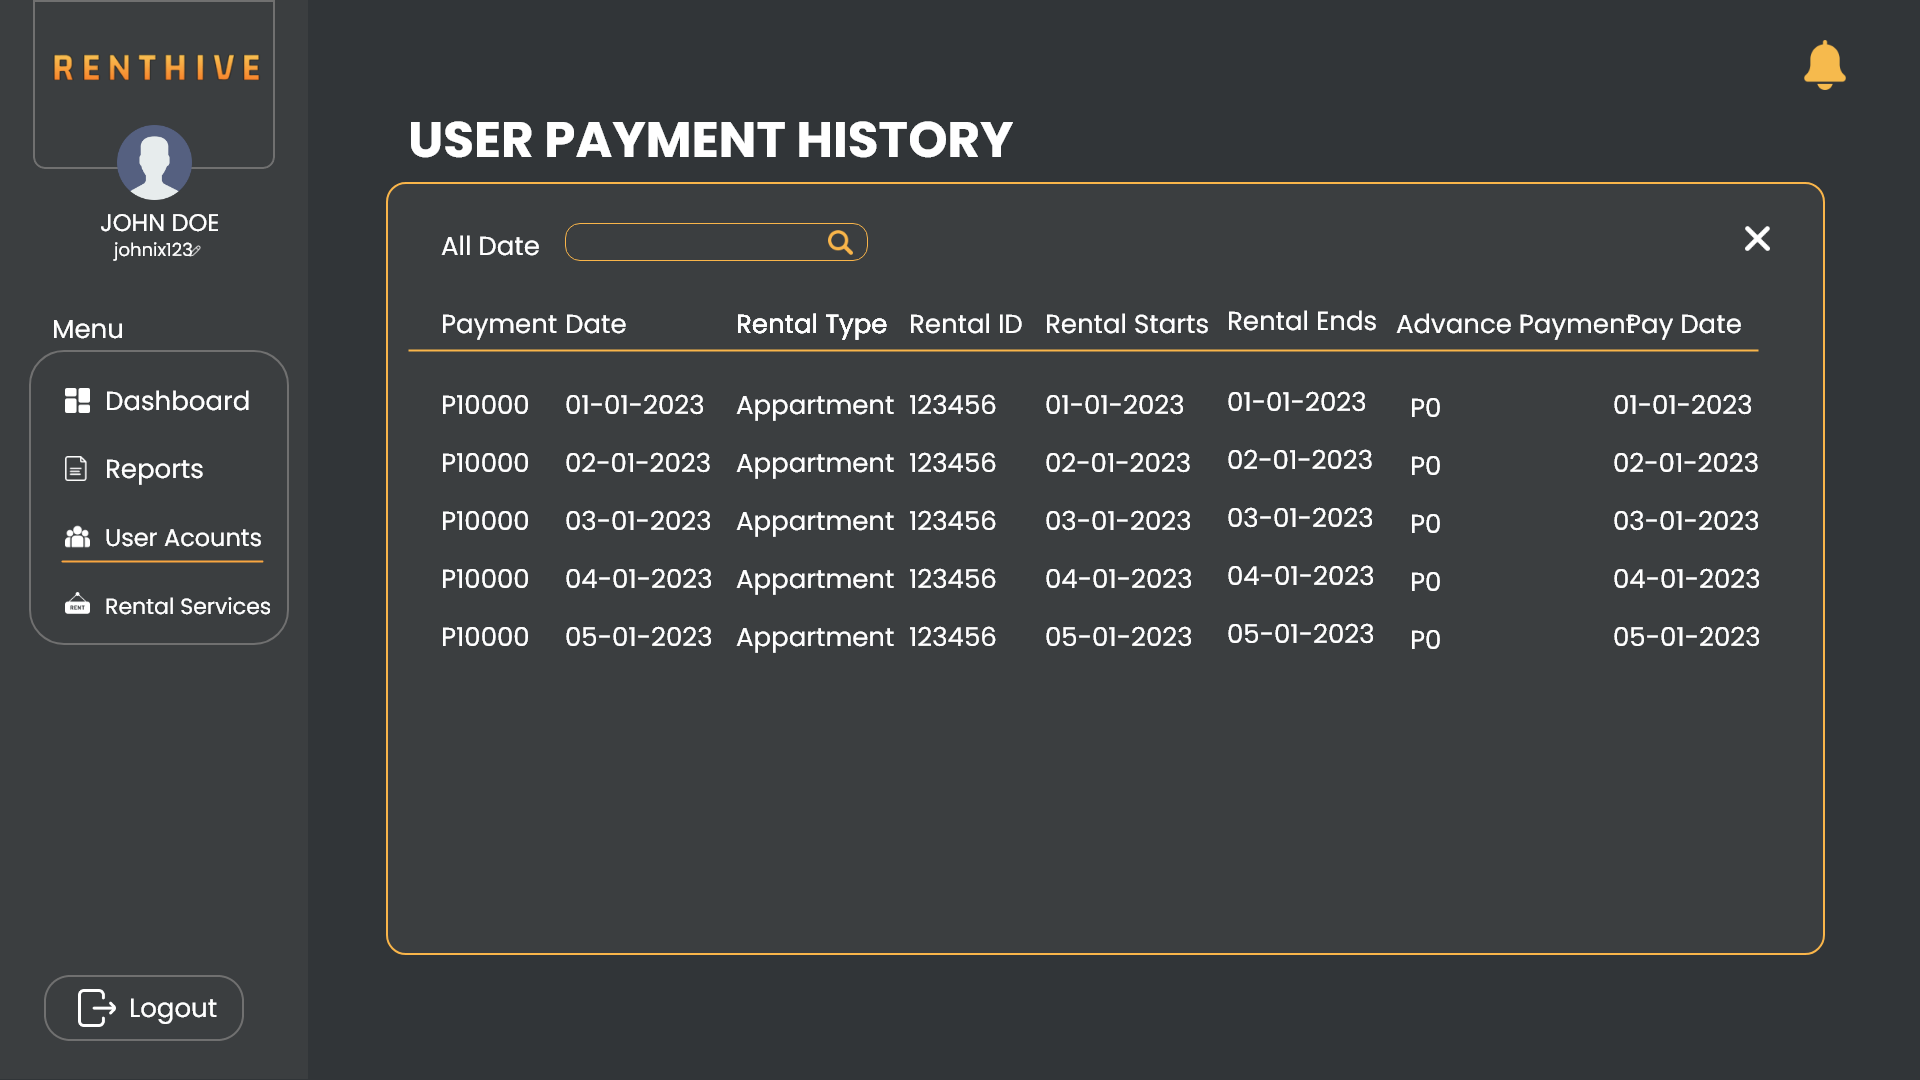 RENTHIVE
JOHN DOE
johnix123
Menu
Dashboard
Reports
User Acounts
Rental Services
RENT
Logout
USER PAYMENT HISTORY
All Date
Payment Date Rental Type Rental ID Rental Starts Rental Ends Advance Payment Pay Date
P10000 01-01-2023 Appartment 123456 01-01-2023 01-01-2023 P0 01-01-2023
P10000 02-01-2023 Appartment 123456 02-01-2023 02-01-2023 P0 02-01-2023
P10000 03-01-2023 Appartment 123456 03-01-2023 03-01-2023 P0 03-01-2023
P10000 04-01-2023 Appartment 123456 04-01-2023 04-01-2023 P0 04-01-2023
P10000 05-01-2023 Appartment 123456 05-01-2023 05-01-2023 P0 05-01-2023